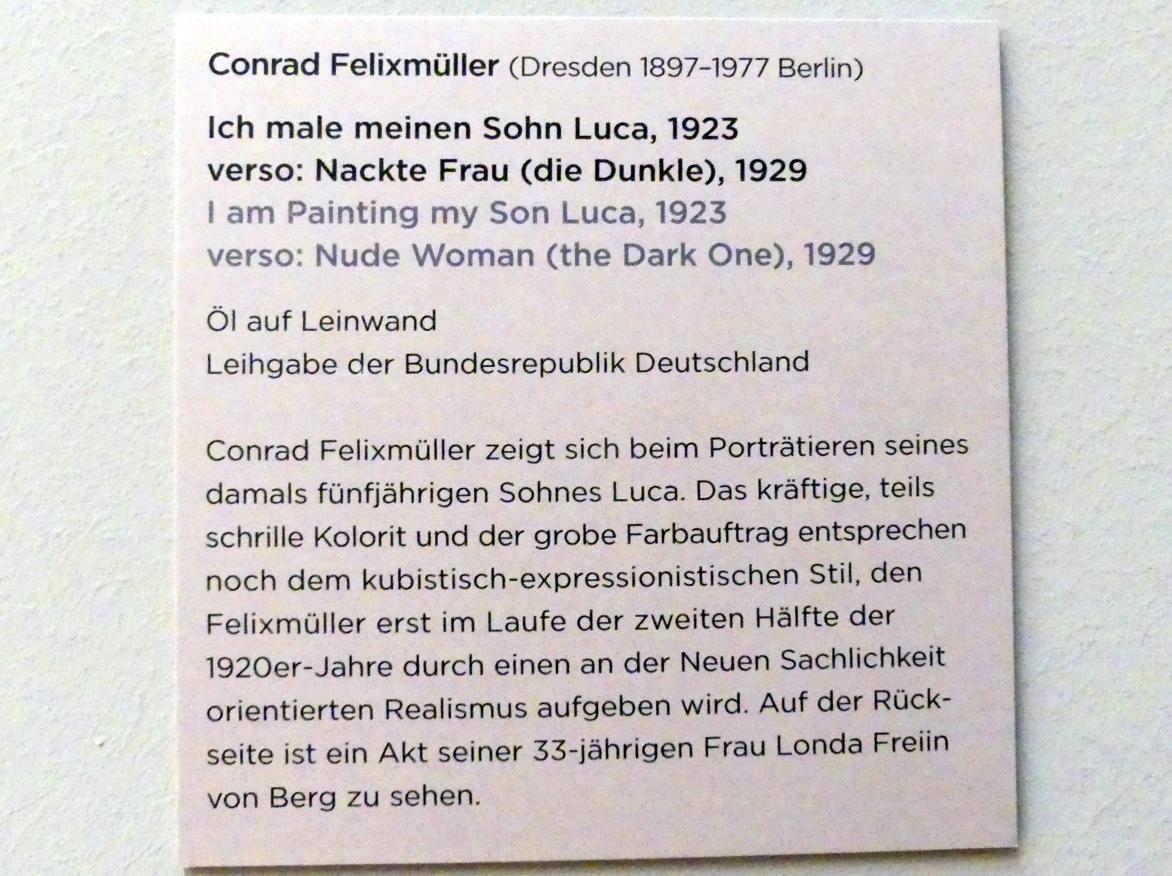 Conrad Felixmüller (Dresden 1897–1977 Berlin)
Ich male meinen Sohn Luca, 1923
verso: Nackte Frau (die Dunkle), 1929
I am Painting my Son Luca, 1923
verso: Nude Woman (the Dark One), 1929
Öl auf Leinwand
Leihgabe der Bundesrepublik Deutschland
Conrad Felixmüller zeigt sich beim Porträtieren seines
damals fünfjährigen Sohnes Luca. Das kräftige, teils
schrille Kolorit und der grobe Farbauftrag entsprechen
noch dem kubistisch-expressionistischen Stil, den
Felixmüller erst im Laufe der zweiten Hälfte der
1920er-Jahre durch einen an der Neuen Sachlichkeit
orientierten Realismus aufgeben wird. Auf der Rück-
seite ist ein Akt seiner 33-jährigen Frau Londa Freiin
von Berg zu sehen.